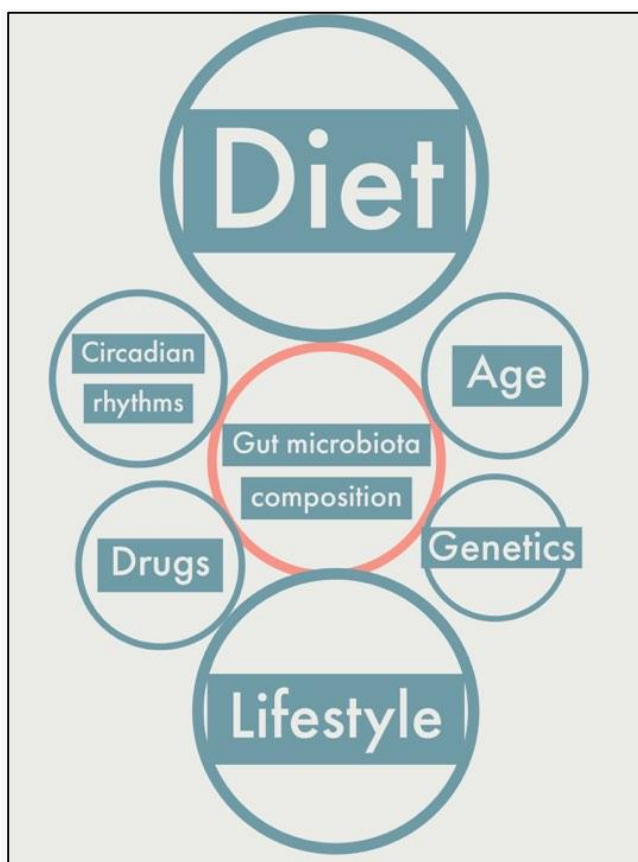 Diet
Circadian
rhythms
Age
Gut microbiota
composition
Drugs
Genetics
Lifestyle